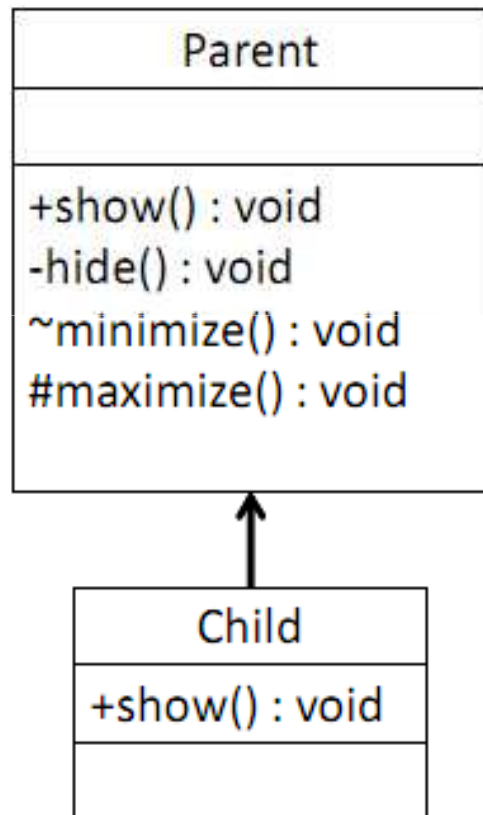 Parent
+show() : void
-hide() : void
~minimize() : void
#maximize() : void
Child
+show() : void